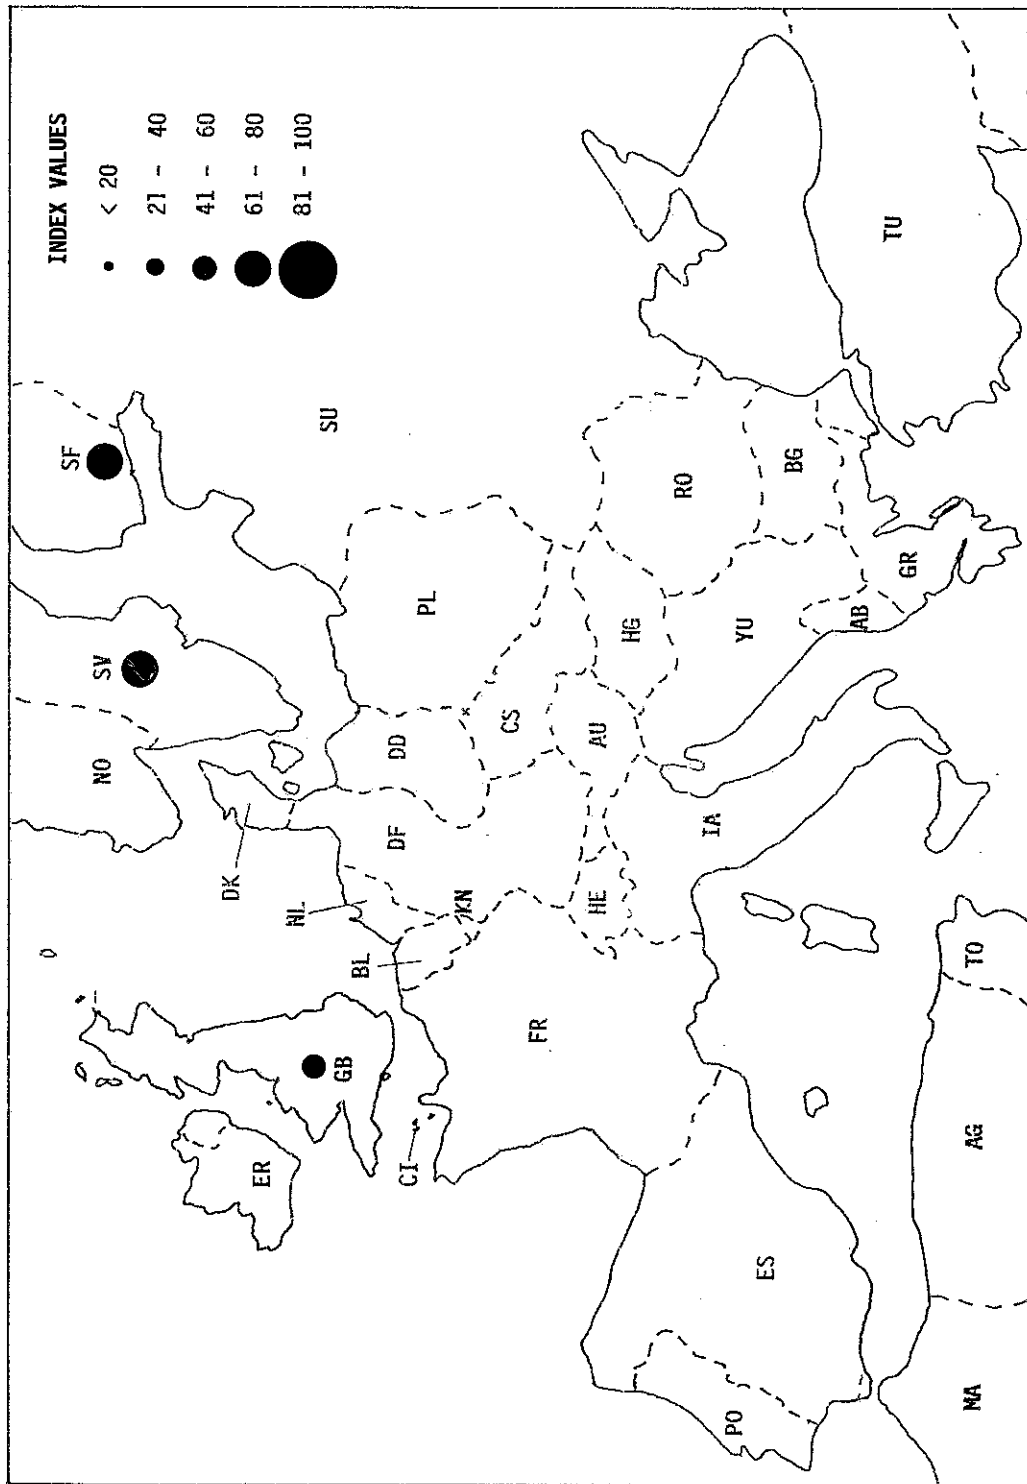 INDEX VALUES
< 20
21 - 40
41 - 60
61 - 80
81 - 100
SF
SV
NO
SU
DK
NL
BL
KN
DF
DD
PL
GB
ER
CI
FR
HE
CS
AU
HG
RO
YU
BG
AB
GR
TU
IA
ES
PO
TO
AG
MA